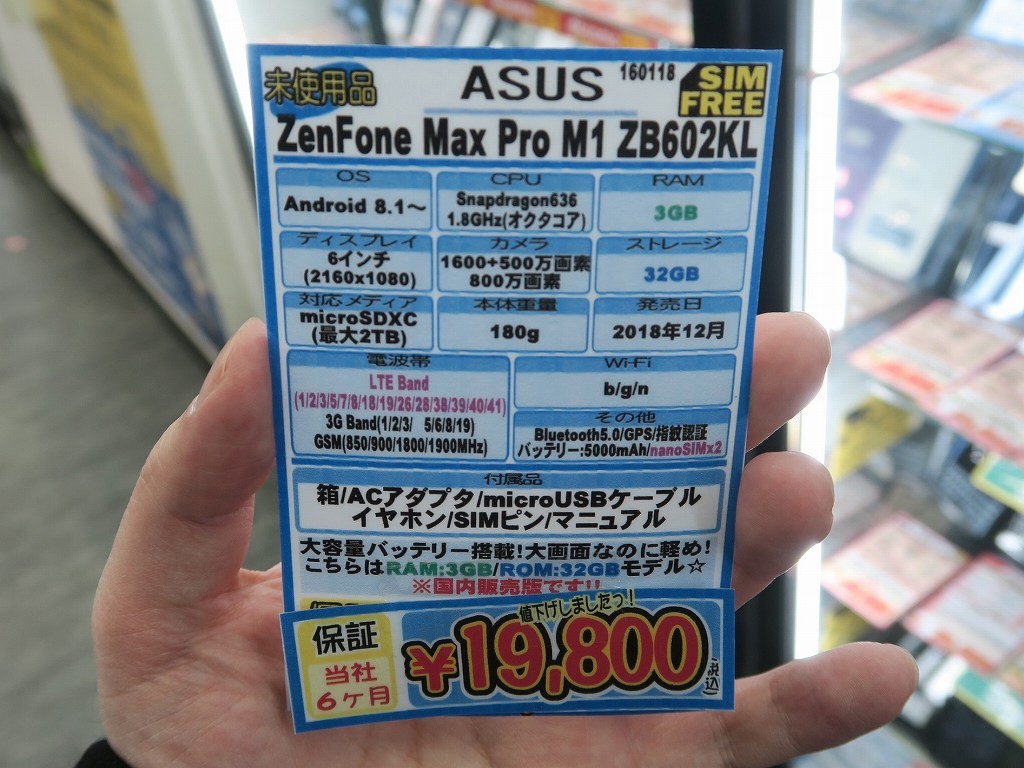 未使用品
ASUS
160118
SIM
FREE
ZenFone Max Pro M1 ZB602KL
OS
CPU
RAM
Android 8.1～
Snapdragon636
1.8GHz(オクタコア)
3GB
ディスプレイ
カメラ
ストレージ
6インチ
(2160x1080)
1600+500万画素
800万画素
32GB
対応メディア
本体重量
発売日
microSDXC
(最大2TB)
180g
2018年12月
電波帯
Wi-Fi
LTE Band
(1/2/3/5/7/8/18/19/26/28/38/39/40/41)
3G Band(1/2/3/ 5/6/8/19)
GSM(850/900/1800/1900MHz)
b/g/n
その他
Bluetooth5.0/GPS/指紋認証
バッテリー:5000mAh/nanoSIMx2
付属品
箱/ACアダプタ/microUSBケーブル
イヤホン/SIMピン/マニュアル
大容量バッテリー搭載!大画面なのに軽め!
こちらはRAM:3GB/ROM:32GBモデル☆
※国内販売版です!!
値下げしましたっ!
保証
当社
6ヶ月
¥19,800
(税込)